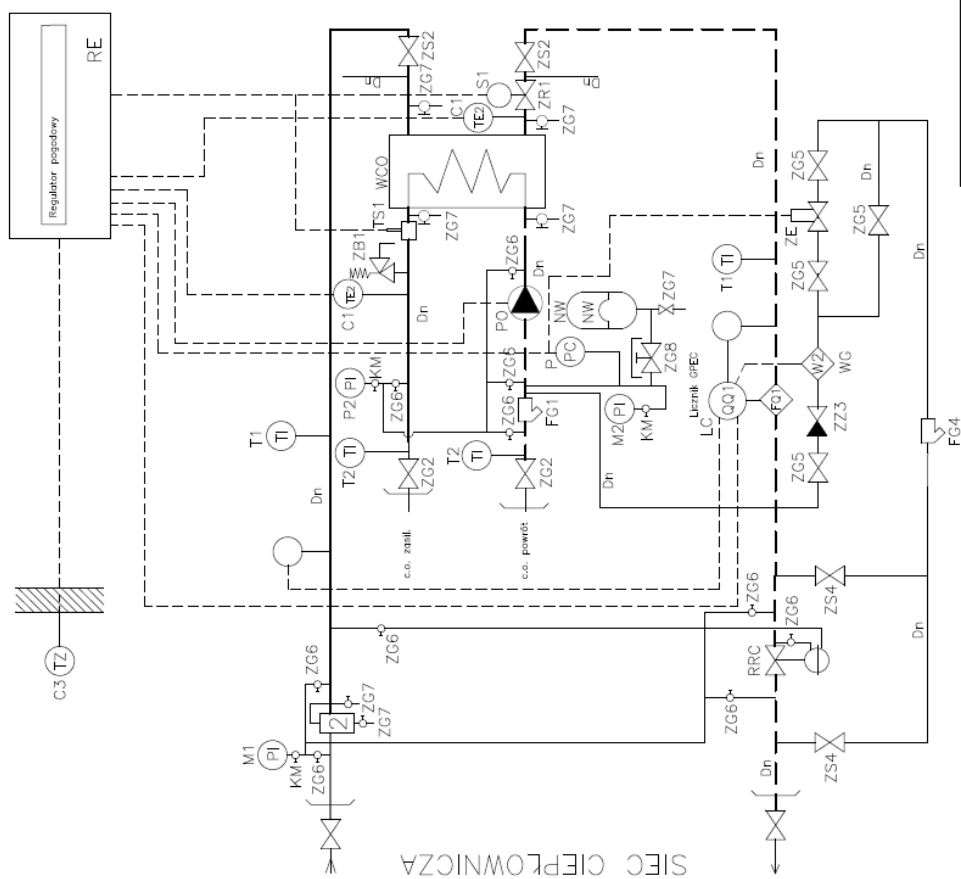 RE
Regulator pogodowy
C3
TZ
ZS2
ZG7
S1
C1
TE2
ZS2
ZR1
ZG7
WCO
TS1
ZG7
ZB1
C1
TE2
Dn
ZG7
ZG6
Dn
PO
P2
PI
KM
ZG6
T1
TI
T2
TI
ZG2
c.o. zasil.
Dn
ZG6
ZG6
FG1
T2
TI
ZG2
c.o. powrót
NW
NW
ZG7
P
PC
ZG8
M2
PI
KM
Dn
Licznik GPEC
LC
QQ1
FQ1
T1
TI
Dn
ZG5
ZE
ZG5
Dn
ZG5
W2
WG
ZZ3
ZG5
FG4
ZG6
ZG6
2
ZG7
ZG7
M1
PI
KM
ZG6
ZG6
ZG6
RRC
ZG6
ZS4
Dn
ZS4
Dn
SIEC CIEPŁOWNICZA